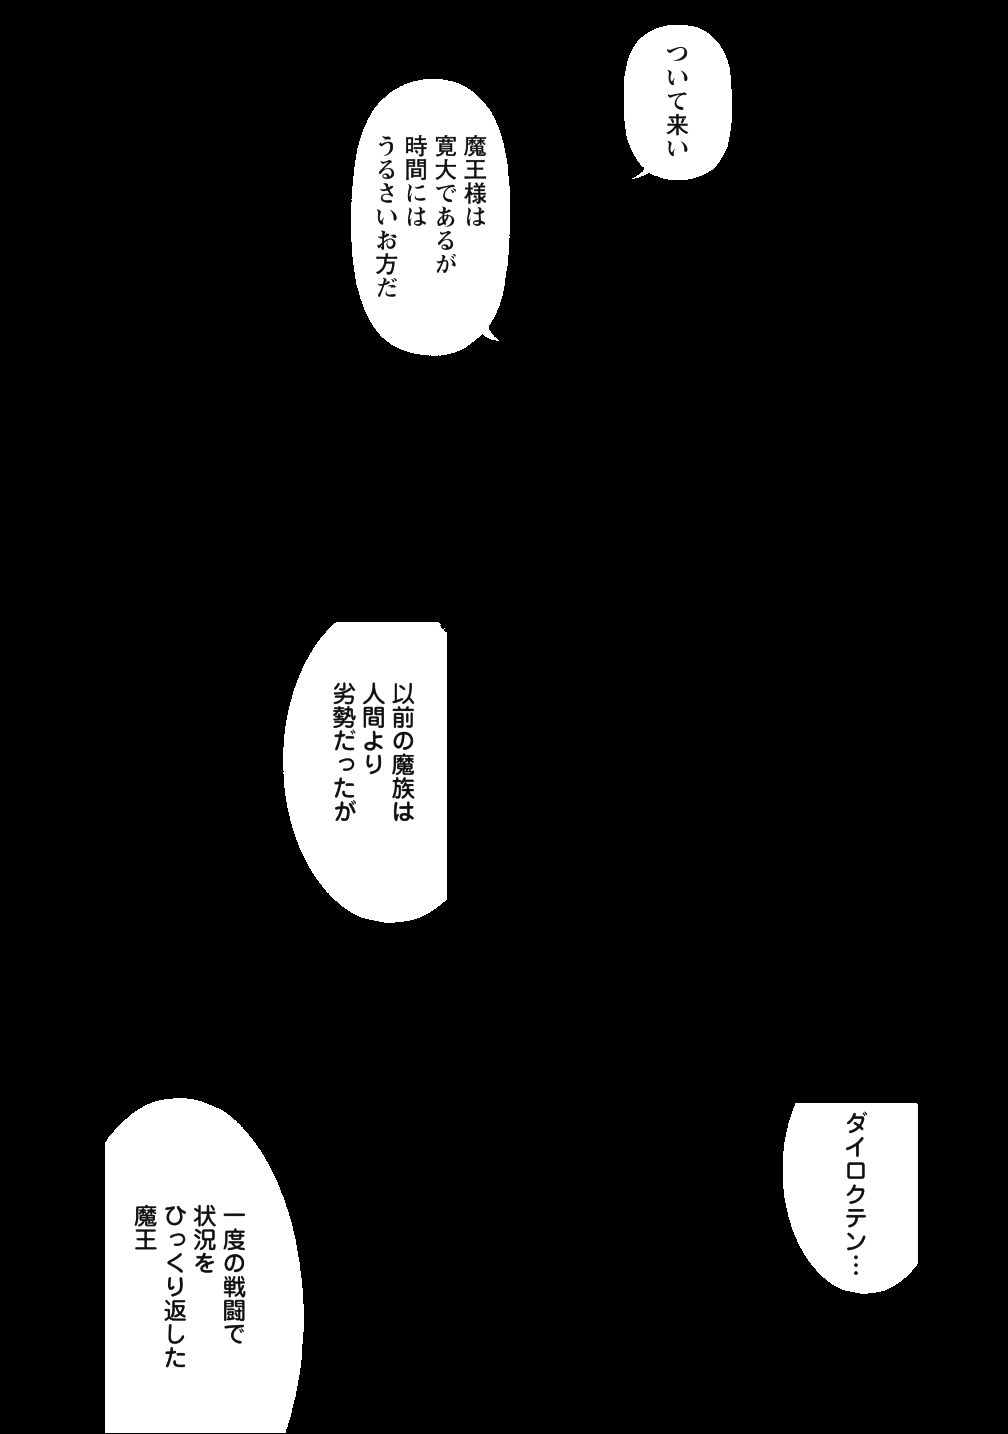 ついて来い
魔王様は
寛大であるが
時間には
うるさいお方だ
以前の魔族は
人間より
劣勢だったが
ダイロクテン…
一度の戦闘で
状況を
ひっくり返した
魔王